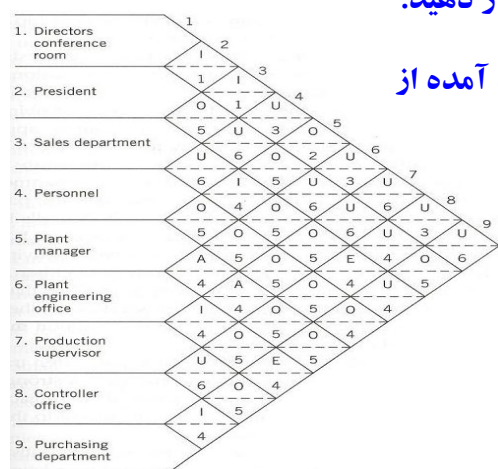 ر دهید.
آمده از
1
1. Directors
conference
room
2
I
3
1 I
2. President
4
O 1 U
5
5 U 3 O
3. Sales department
6
U 6 O 2 U
7
6 I 5 U 3 U
4. Personnel
8
O 4 O 6 U 6 U
9
5 O 5 O 6 U 3 U
5. Plant
manager
A 5 O 5 E 4 O 6
6. Plant
engineering
office
4 A 5 O 4 U 5
I 4 O 5 O 4
7. Production
supervisor
4 O 5 O 4
U 5 E 5
8. Controller
office
6 O 4
I 5
9. Purchasing
department
4